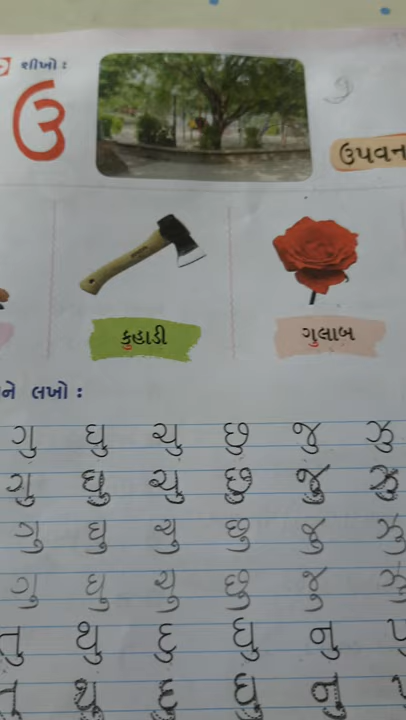 શીખો :
ઉ
ઉપવન
કુહાડી ગુલાબ
લખો :
ગુ ઘુ ચુ છુ જુ ઝુ
ગુ ઘુ ચુ છુ જુ ઝુ
ગુ ઘુ ચુ છુ જુ ઝુ
ગુ ઘુ ચુ છુ જુ ઝુ
તુ થુ દુ ધુ નુ
તુ થુ દુ ધુ નુ